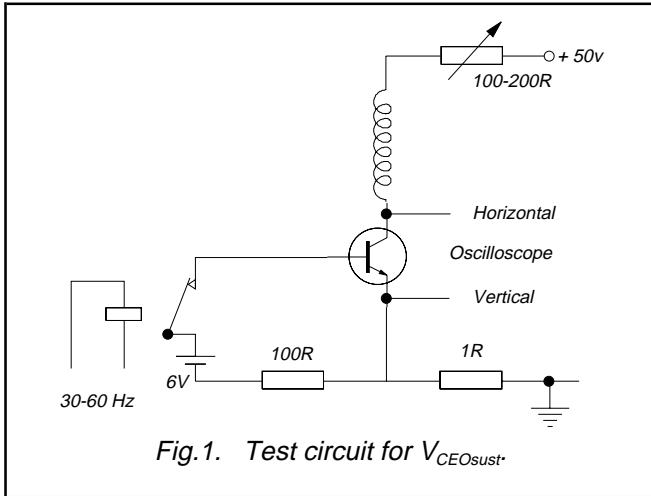 + 50v
100-200R
Horizontal
Oscilloscope
Vertical
100R
1R
6V
30-60 Hz
Fig.1. Test circuit for VCEOsust.